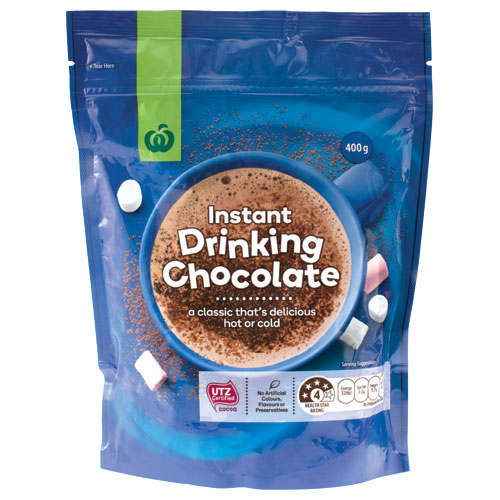 Tear Here
400g
Instant
Drinking
Chocolate
a classic that's delicious
hot or cold
Serving Suggestion
UTZ
Certified
cocoa
No Artificial
Colours,
Flavours or
Preservatives
4
HEALTH STAR
RATING
Energy